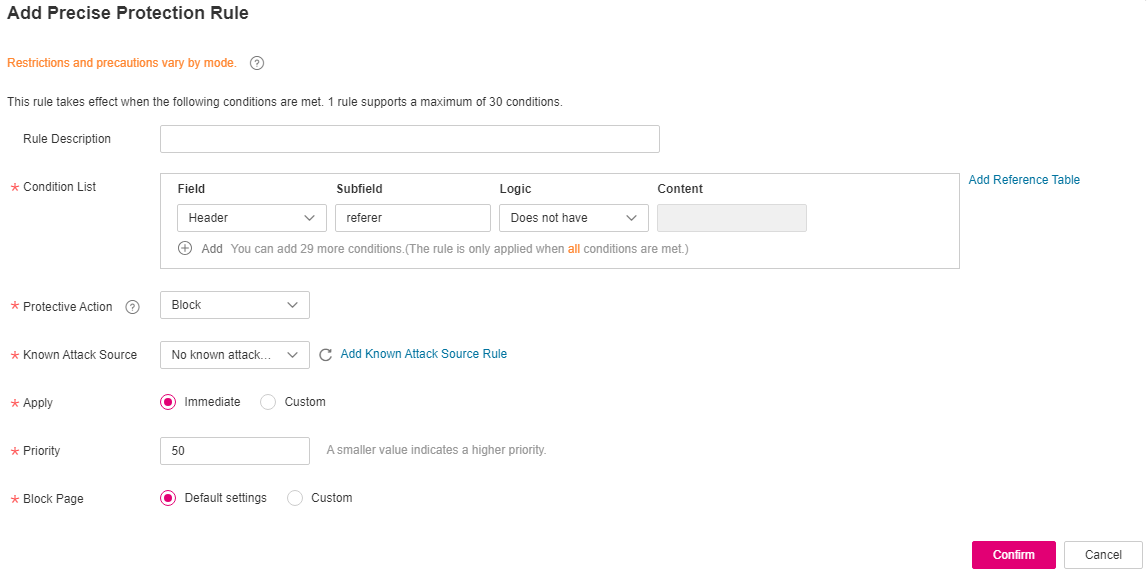 Add Precise Protection Rule
Restrictions and precautions vary by mode. ?
This rule takes effect when the following conditions are met. 1 rule supports a maximum of 30 conditions.
Rule Description
* Condition List
Field Subfield Logic Content
Add Reference Table
Header referer Does not have
Add You can add 29 more conditions.(The rule is only applied when all conditions are met.)
* Protective Action ? Block
* Known Attack Source No known attack... Add Known Attack Source Rule
* Apply Immediate Custom
* Priority 50 A smaller value indicates a higher priority.
* Block Page Default settings Custom
Confirm Cancel